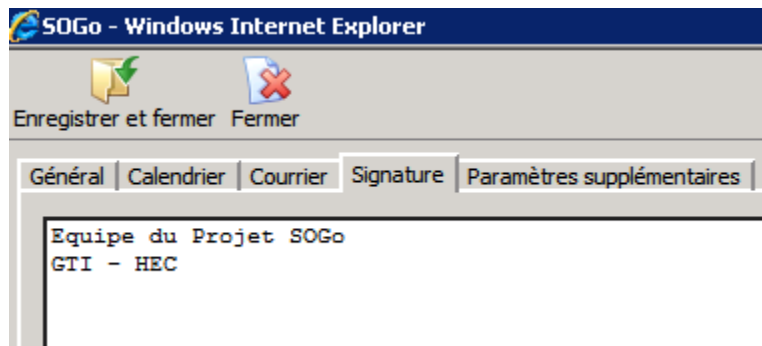 SOGo - Windows Internet Explorer
Enregistrer et fermer Fermer
Général Calendrier Courrier Signature Paramètres supplémentaires
Equipe du Projet SOGo
GTI - HEC